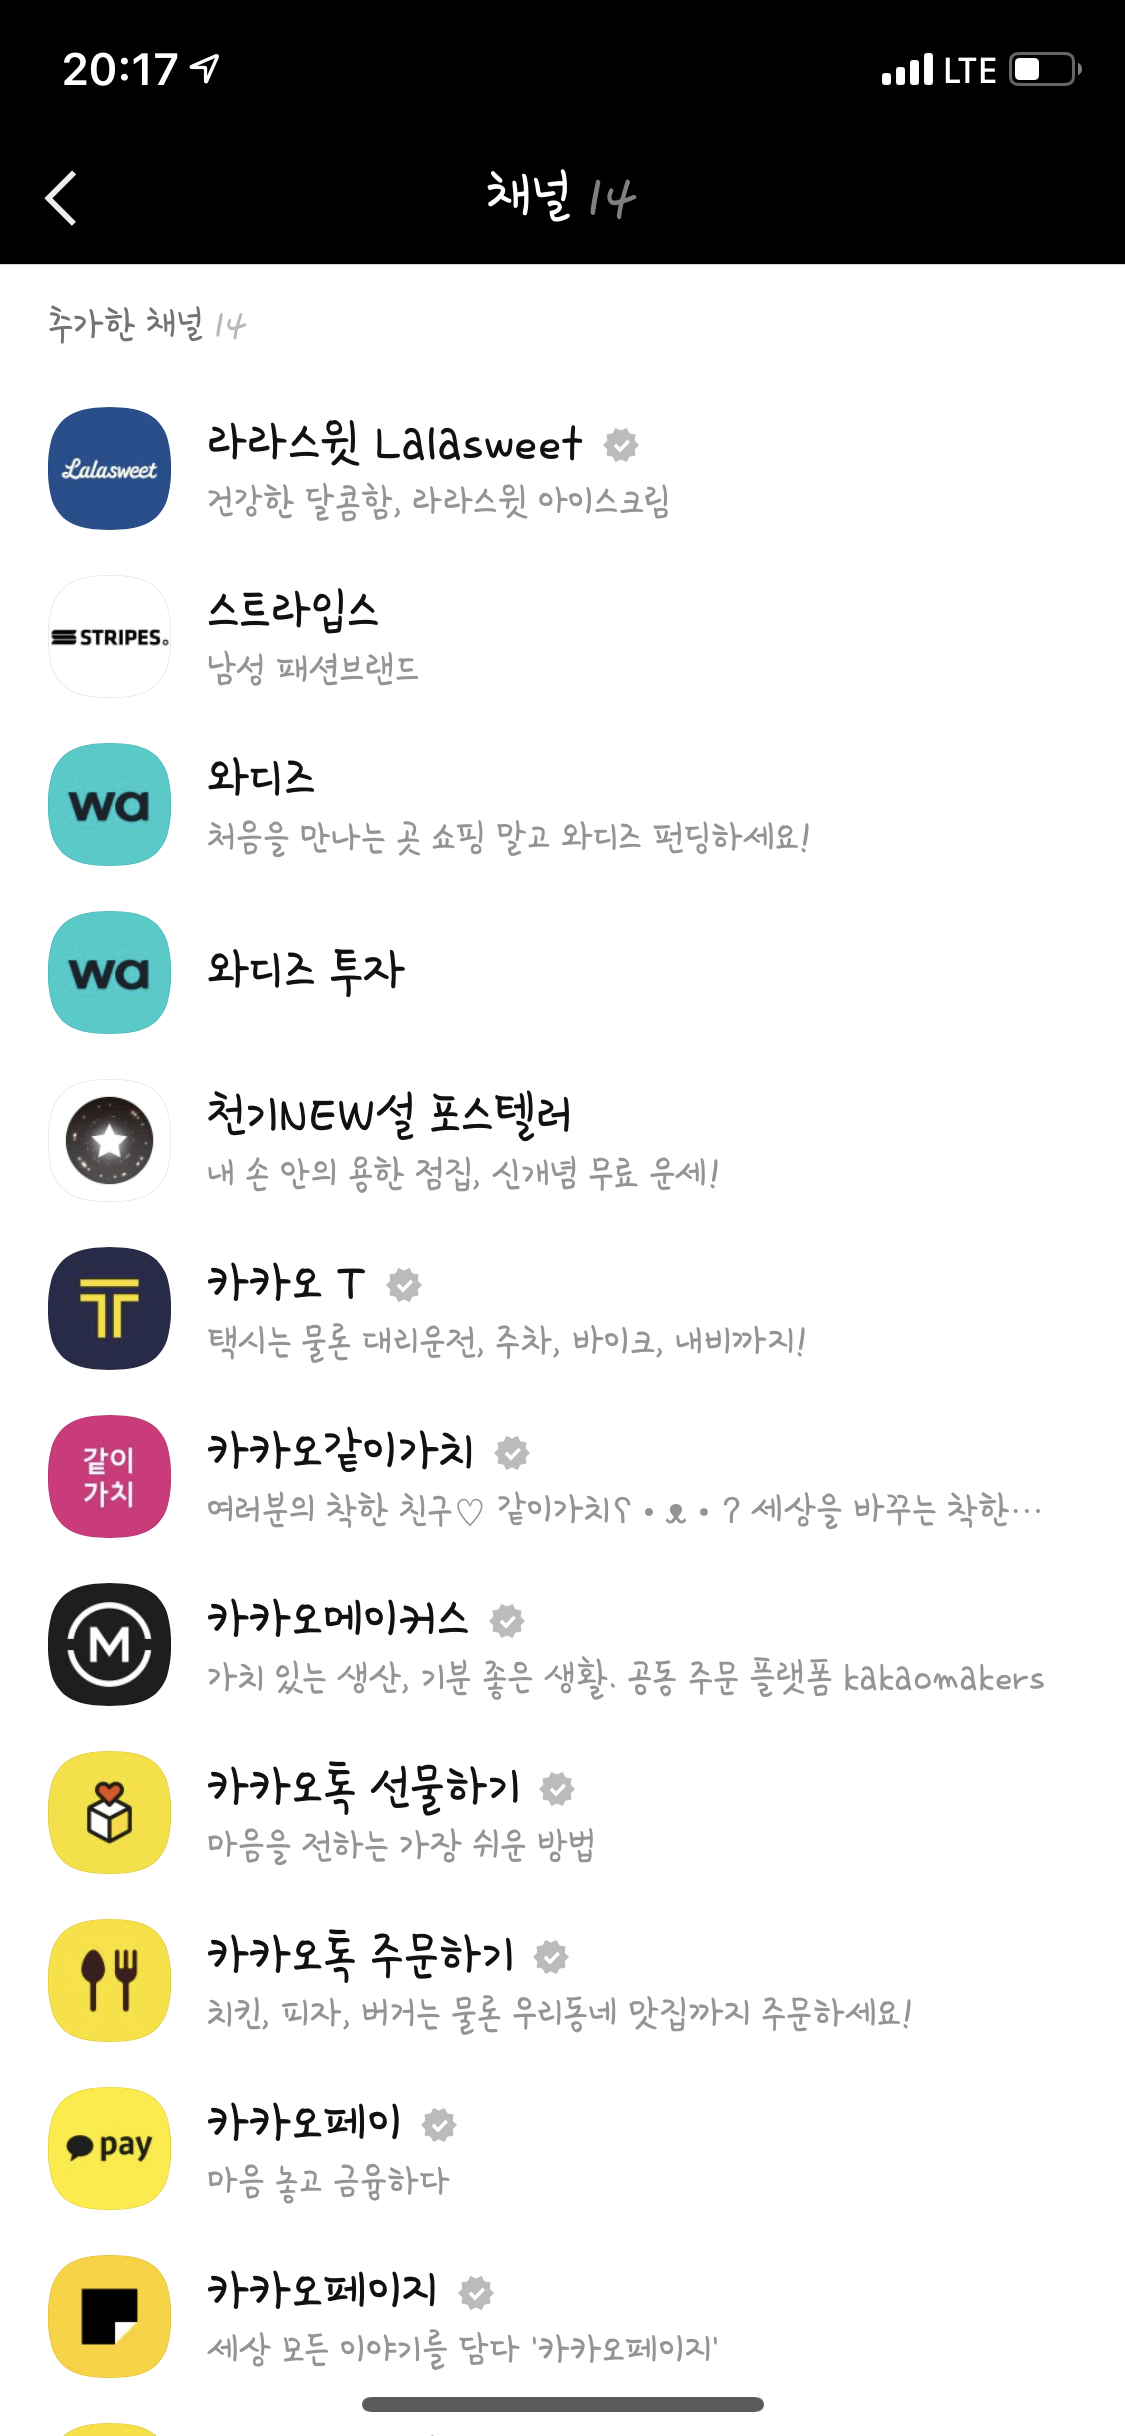 20:17
LTE
채널 14
추가한 채널 14
Lalasweet
라라스윗 Lalasweet
건강한 달콤함, 라라스윗 아이스크림
STRIPES.
스트라입스
남성 패션브랜드
wa
와디즈
처음을 만나는 곳 쇼핑 말고 와디즈 펀딩하세요!
wa
와디즈 투자
천기NEW설 포스텔러
내 손 안의 용한 점집, 신개념 무료 운세!
T
카카오 T
택시는 물론 대리운전, 주차, 바이크, 내비까지!
같이
가치
카카오같이가치
여러분의 착한 친구♡ 같이가치ʕ • ᴥ • ʔ 세상을 바꾸는 착한…
M
카카오메이커스
가치 있는 생산, 기분 좋은 생활. 공동 주문 플랫폼 kakaomakers
카카오톡 선물하기
마음을 전하는 가장 쉬운 방법
카카오톡 주문하기
치킨, 피자, 버거는 물론 우리동네 맛집까지 주문하세요!
pay
카카오페이
마음 놓고 금융하다
카카오페이지
세상 모든 이야기를 담다 '카카오페이지'